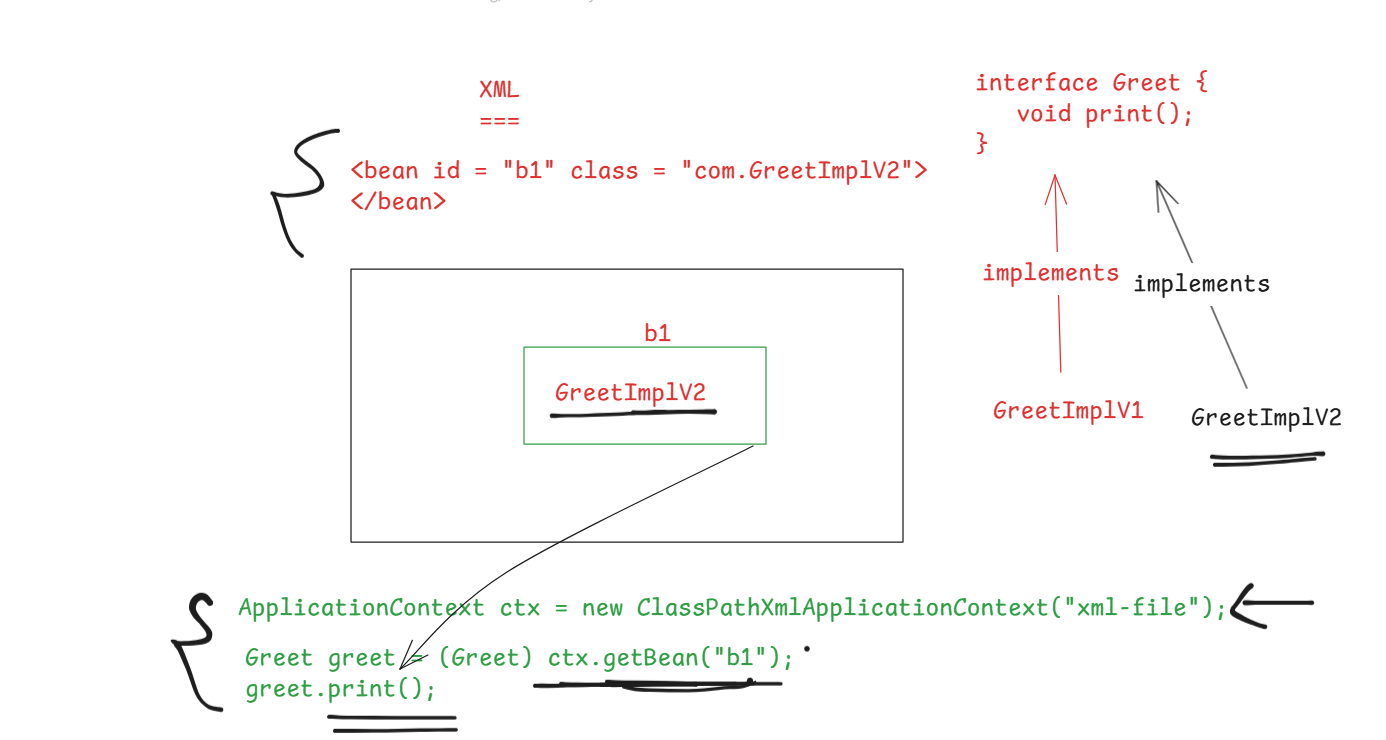 XML
===
<bean id = "b1" class = "com.GreetImplV2">
</bean>
interface Greet {
void print();
}
implements
implements
GreetImplV1
GreetImplV2
b1
GreetImplV2
ApplicationContext ctx = new ClassPathXmlApplicationContext("xml-file");
Greet greet = (Greet) ctx.getBean("b1");
greet.print();